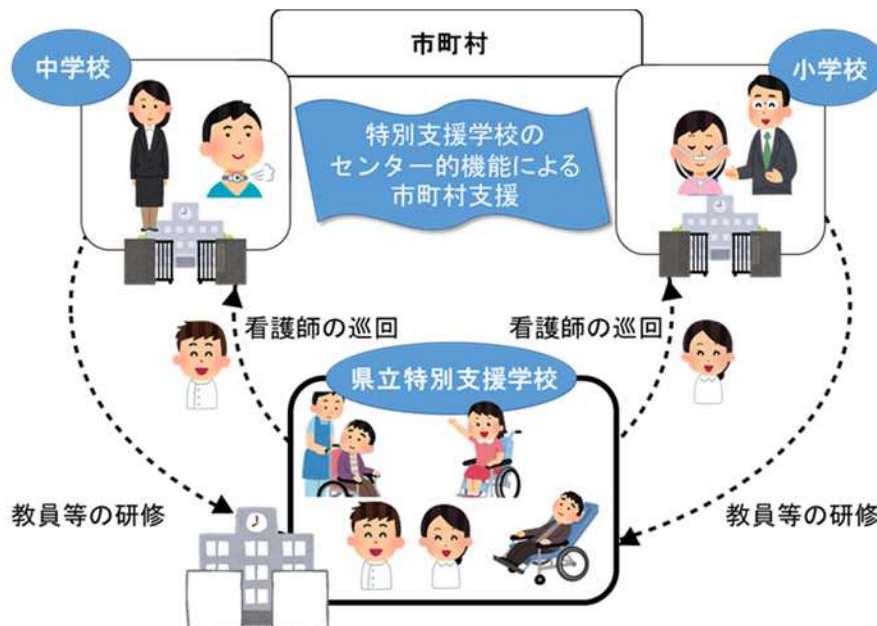 市町村
中学校
小学校
特別支援学校の
センター的機能による
市町村支援
看護師の巡回
看護師の巡回
県立特別支援学校
教員等の研修
教員等の研修